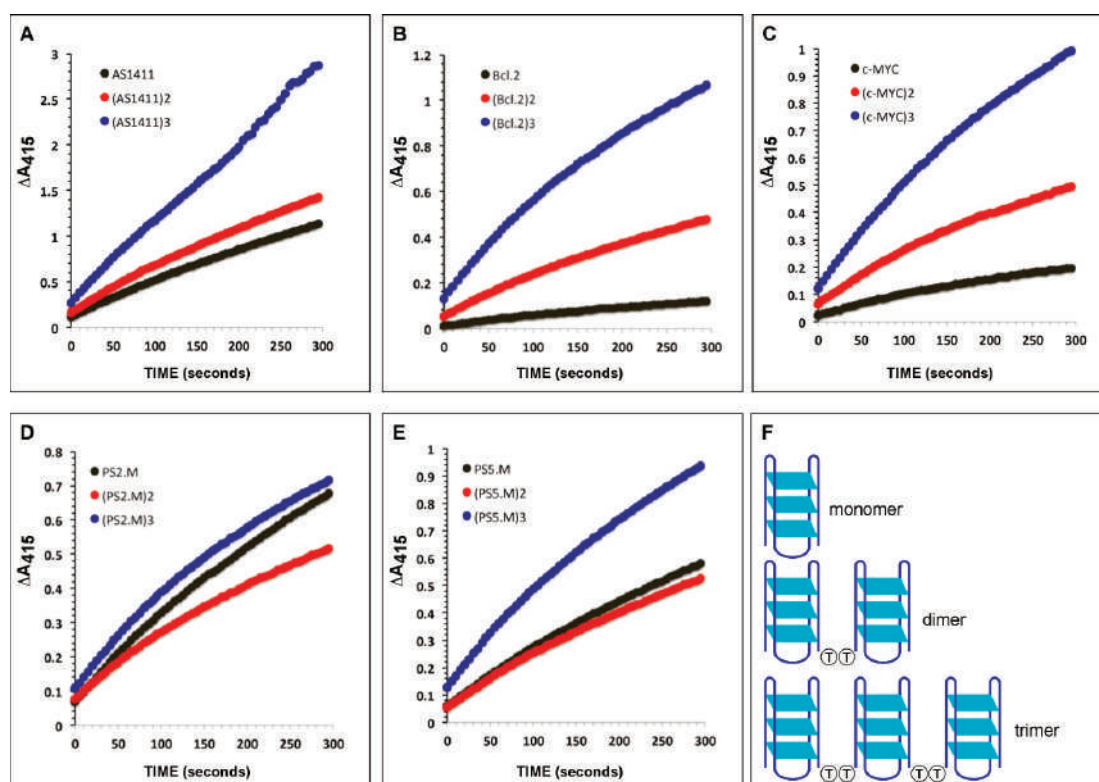 A
AS1411
(AS1411)2
(AS1411)3
ΔA415
3
2.5
2
1.5
1
0.5
0
0 50 100 150 200 250 300
TIME (seconds)
B
Bcl.2
(Bcl.2)2
(Bcl.2)3
ΔA415
1.2
1
0.8
0.6
0.4
0.2
0
0 50 100 150 200 250 300
TIME (seconds)
C
c-MYC
(c-MYC)2
(c-MYC)3
ΔA415
1
0.9
0.8
0.7
0.6
0.5
0.4
0.3
0.2
0.1
0
0 50 100 150 200 250 300
TIME (seconds)
D
PS2.M
(PS2.M)2
(PS2.M)3
ΔA415
0.8
0.7
0.6
0.5
0.4
0.3
0.2
0.1
0
0 50 100 150 200 250 300
TIME (seconds)
E
PS5.M
(PS5.M)2
(PS5.M)3
ΔA415
1
0.9
0.8
0.7
0.6
0.5
0.4
0.3
0.2
0.1
0
0 50 100 150 200 250 300
TIME (seconds)
F
monomer
dimer
T T
trimer
T T T T